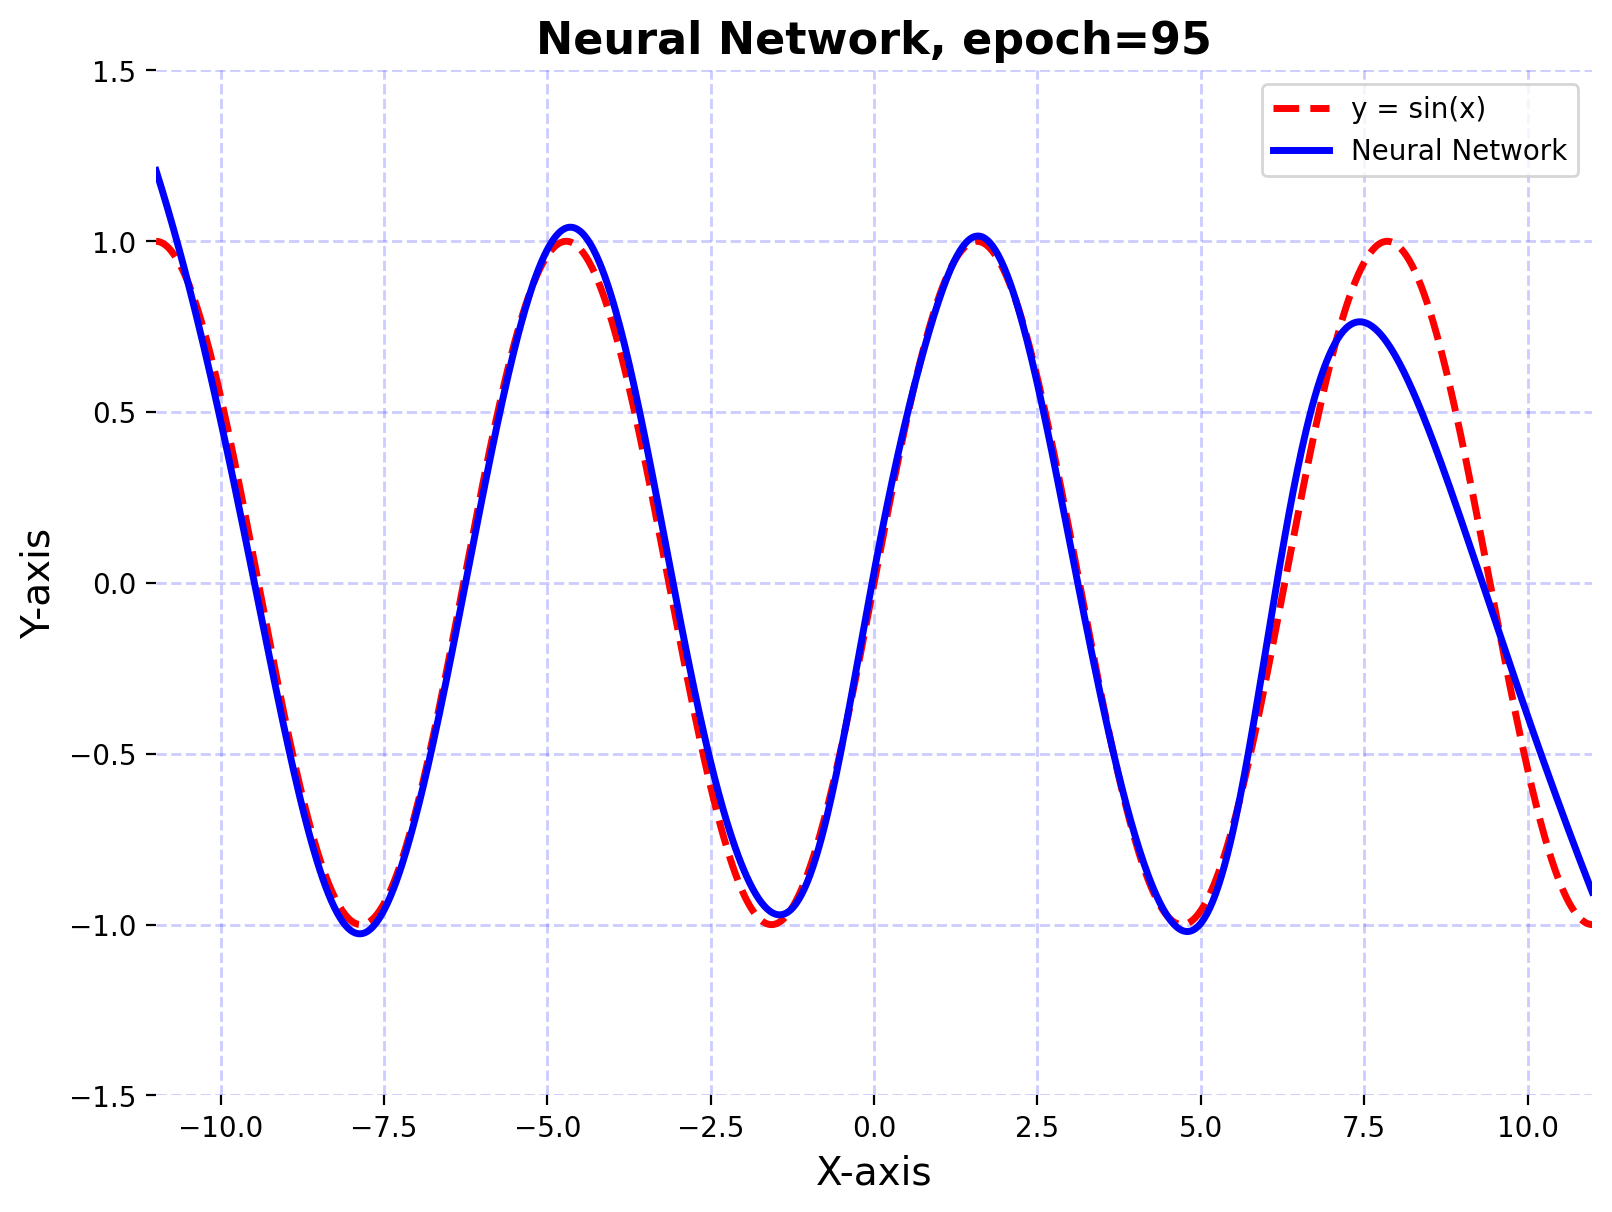 Neural Network, epoch=95
1.5
1.0
0.5
0.0
−0.5
−1.0
−1.5
Y-axis
y = sin(x)
Neural Network
−10.0 −7.5 −5.0 −2.5 0.0 2.5 5.0 7.5 10.0
X-axis